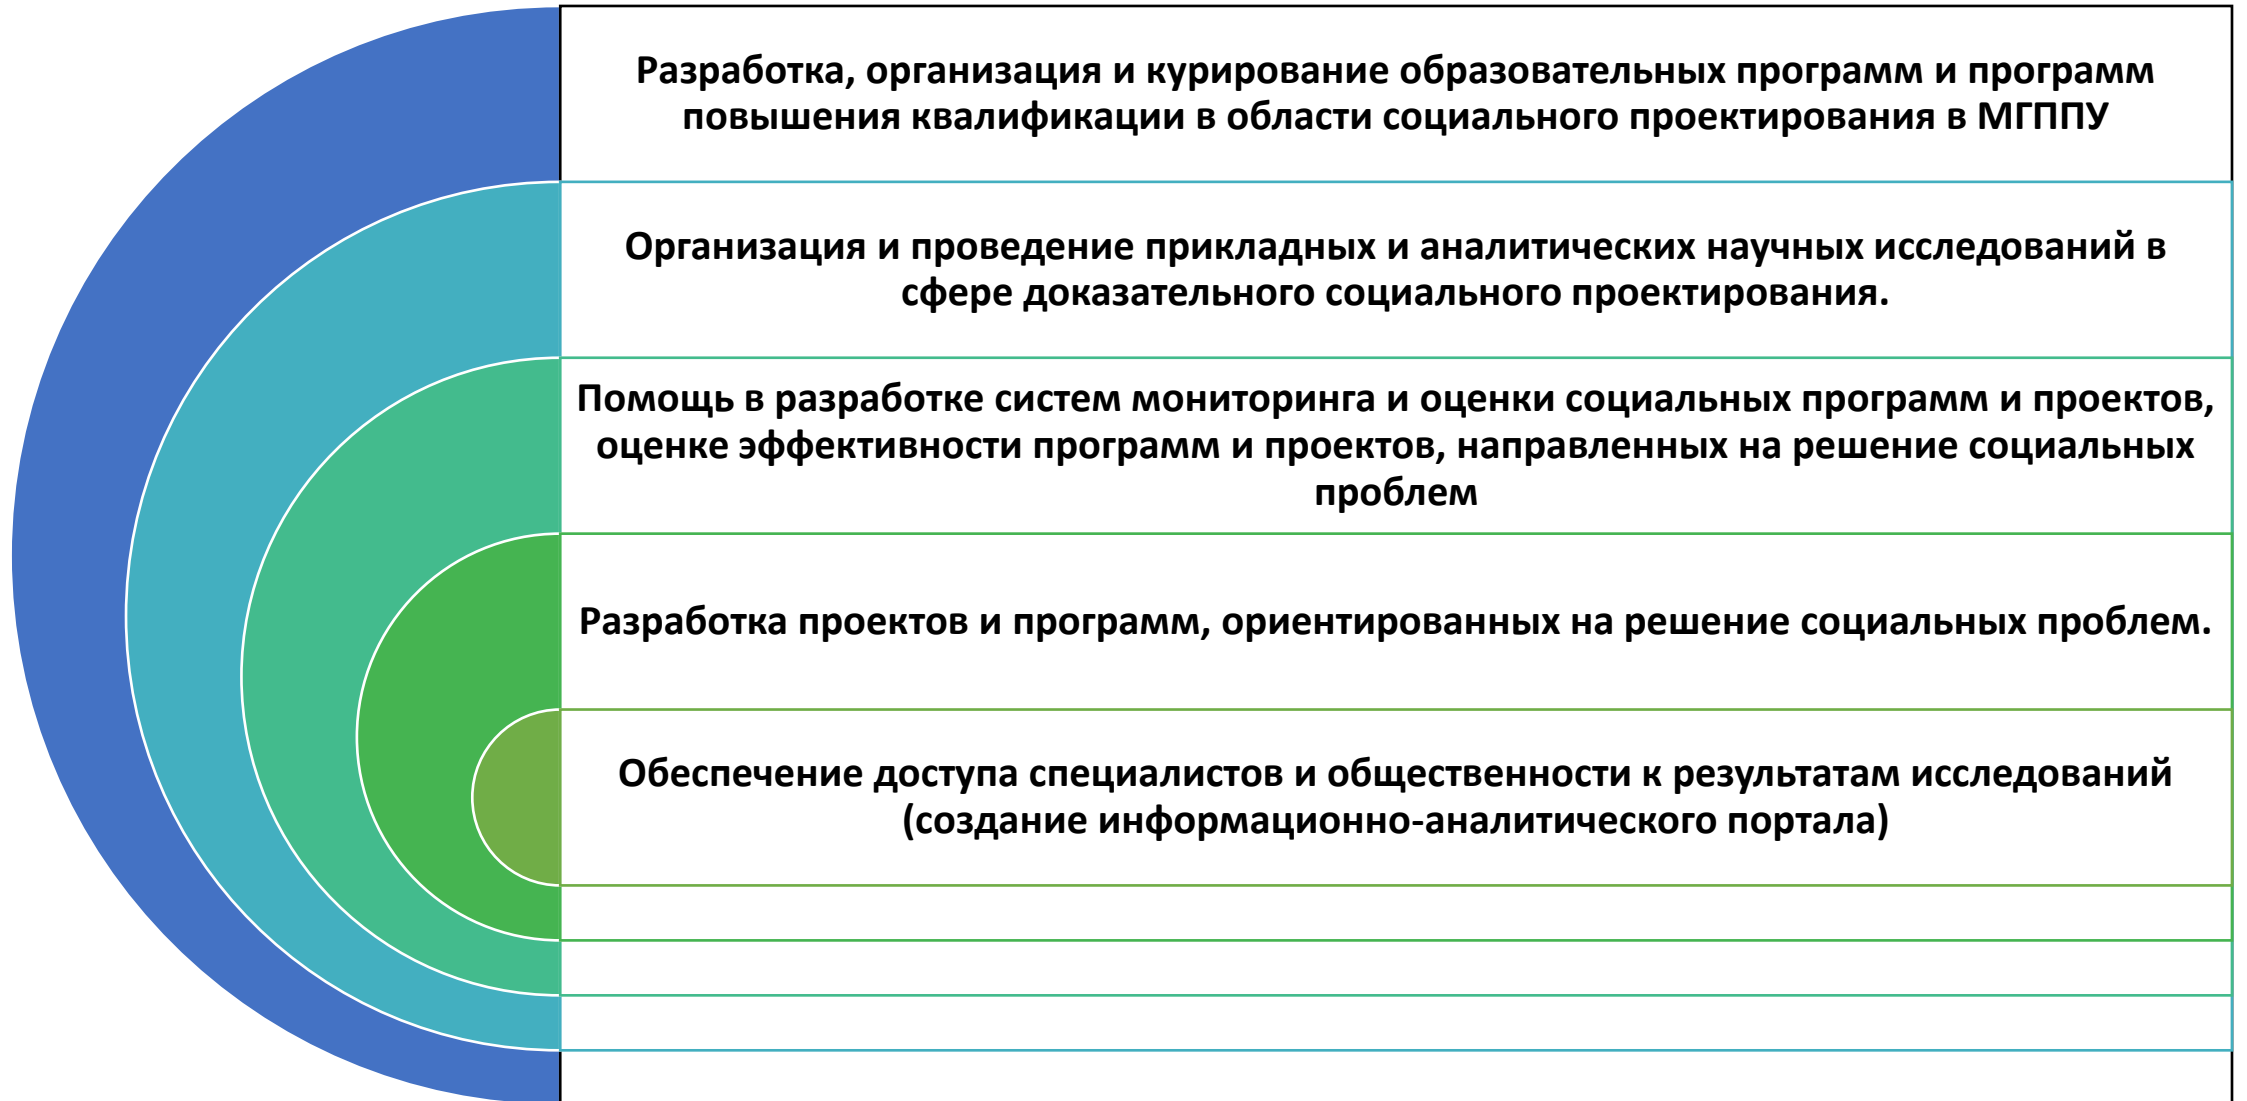 Разработка, организация и курирование образовательных программ и программ
повышения квалификации в области социального проектирования в МГППУ
Организация и проведение прикладных и аналитических научных исследований в
сфере доказательного социального проектирования.
Помощь в разработке систем мониторинга и оценки социальных программ и проектов,
оценке эффективности программ и проектов, направленных на решение социальных
проблем
Разработка проектов и программ, ориентированных на решение социальных проблем.
Обеспечение доступа специалистов и общественности к результатам исследований
(создание информационно-аналитического портала)